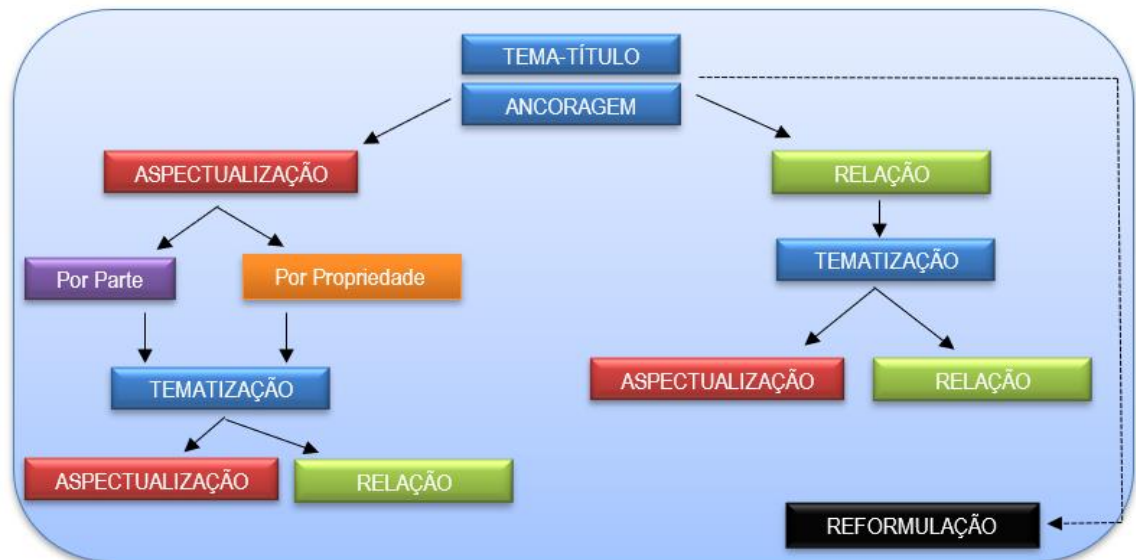 TEMA-TÍTULO
ANCORAGEM
ASPECTUALIZAÇÃO
RELAÇÃO
Por Parte
Por Propriedade
TEMATIZAÇÃO
TEMATIZAÇÃO
ASPECTUALIZAÇÃO
RELAÇÃO
ASPECTUALIZAÇÃO
RELAÇÃO
REFORMULAÇÃO